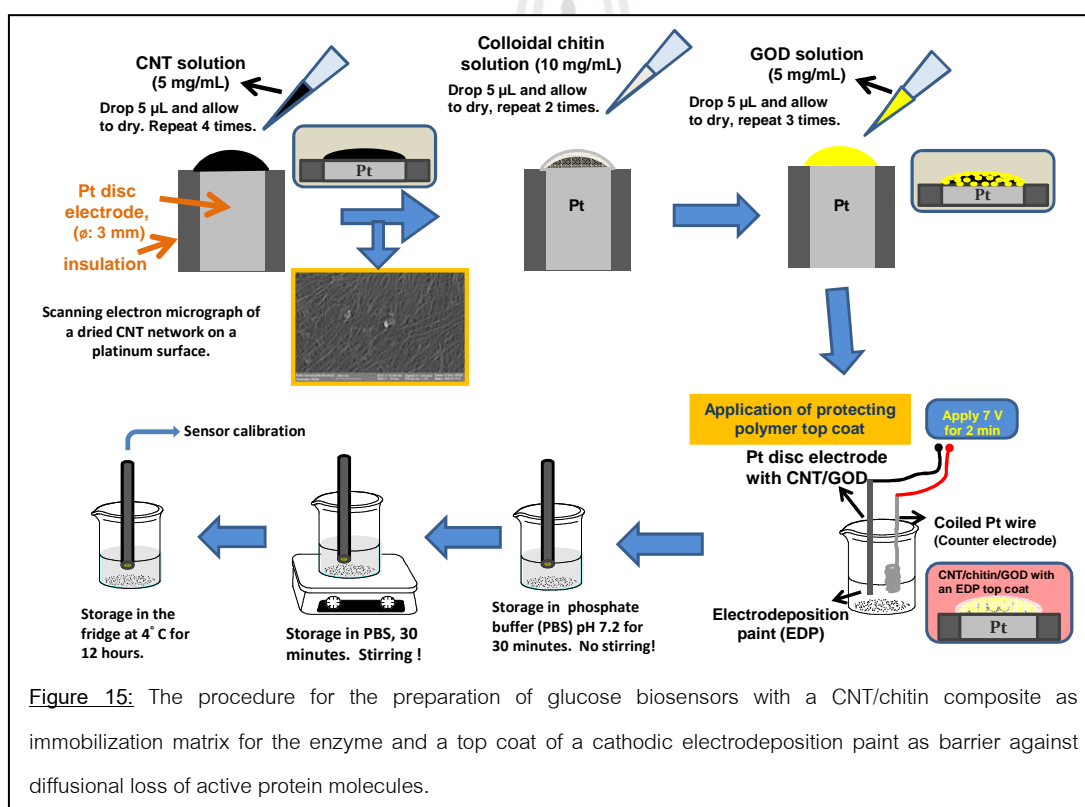 CNT solution
(5 mg/mL)
Drop 5 µL and allow
to dry. Repeat 4 times.
Pt
Pt disc
electrode,
(ø: 3 mm)
insulation
Scanning electron micrograph of
a dried CNT network on a
platinum surface.
Colloidal chitin
solution (10 mg/mL)
Drop 5 µL and allow
to dry, repeat 2 times.
Pt
GOD solution
(5 mg/mL)
Drop 5 µL and allow
to dry, repeat 3 times.
Pt
Pt
Application of protecting
polymer top coat
Apply 7 V
for 2 min
Pt disc electrode
with CNT/GOD
Coiled Pt wire
(Counter electrode)
CNT/chitin/GOD with
an EDP top coat
Pt
Electrodeposition
paint (EDP)
Storage in phosphate
buffer (PBS) pH 7.2 for
30 minutes. No stirring!
Storage in PBS, 30
minutes. Stirring !
Sensor calibration
Storage in the
fridge at 4° C for
12 hours.
Figure 15: The procedure for the preparation of glucose biosensors with a CNT/chitin composite as
immobilization matrix for the enzyme and a top coat of a cathodic electrodeposition paint as barrier against
diffusional loss of active protein molecules.